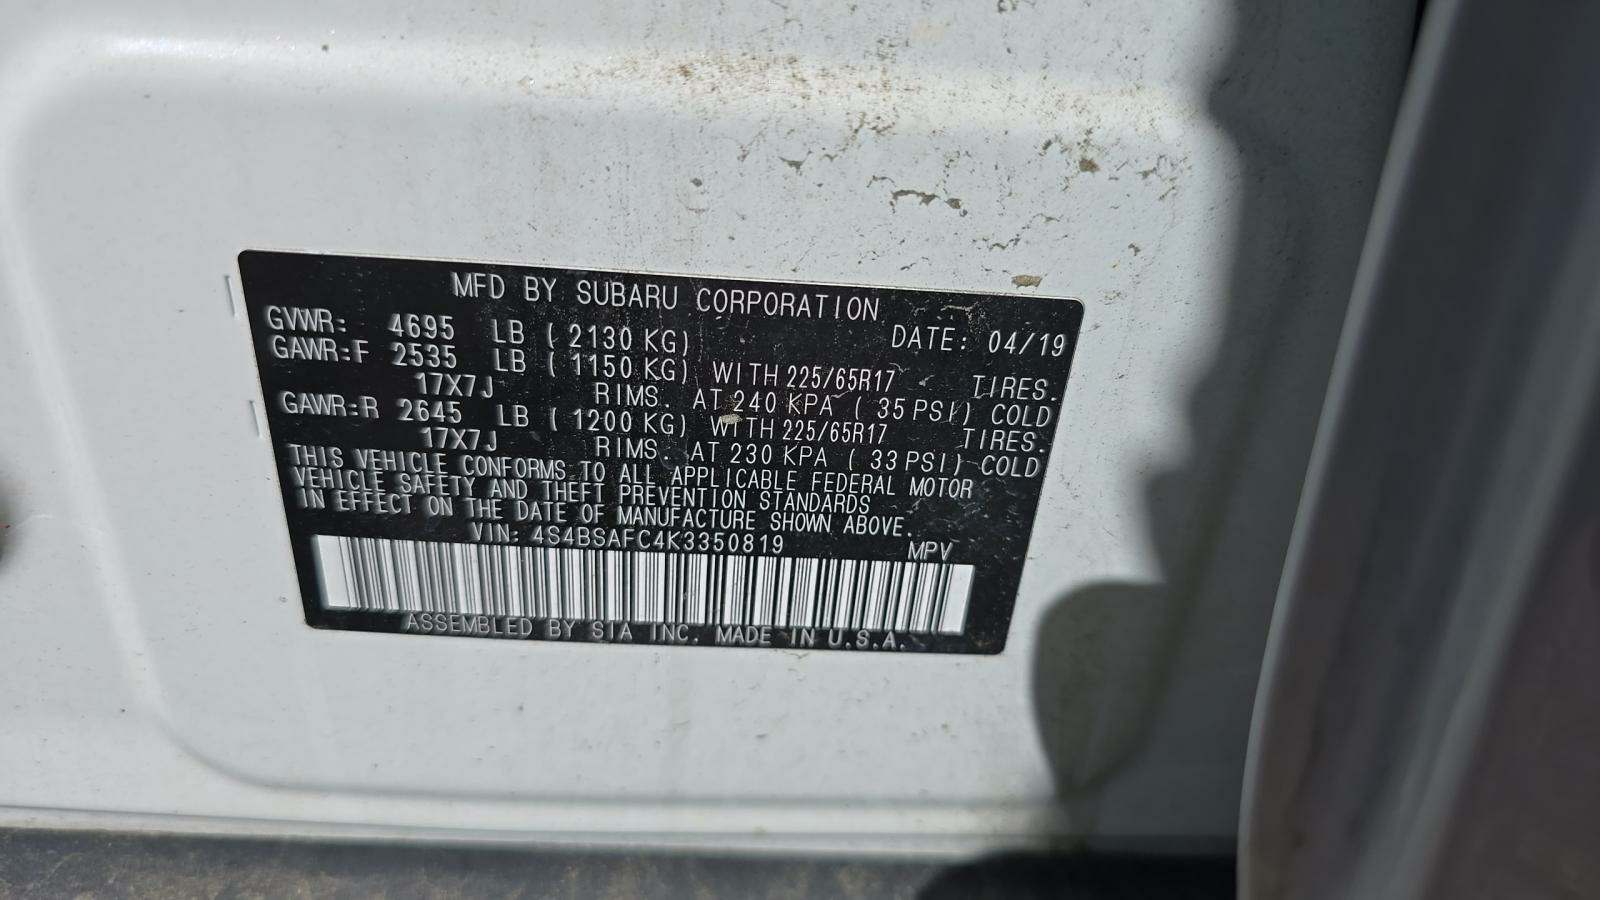 MFD BY SUBARU CORPORATION
GVWR: 4695 LB ( 2130 KG) DATE: 04/19
GAWR:F 2535 LB ( 1150 KG) WITH 225/65R17 TIRES.
17X7J RIMS. AT 240 KPA ( 35 PSI) COLD
GAWR:R 2645 LB ( 1200 KG) WITH 225/65R17 TIRES.
17X7J RIMS. AT 230 KPA ( 33 PSI) COLD
THIS VEHICLE CONFORMS TO ALL APPLICABLE FEDERAL MOTOR
VEHICLE SAFETY AND THEFT PREVENTION STANDARDS
IN EFFECT ON THE DATE OF MANUFACTURE SHOWN ABOVE.
VIN: 4S4BSAFC4K3350819 MPV
ASSEMBLED BY SIA INC. MADE IN U.S.A.